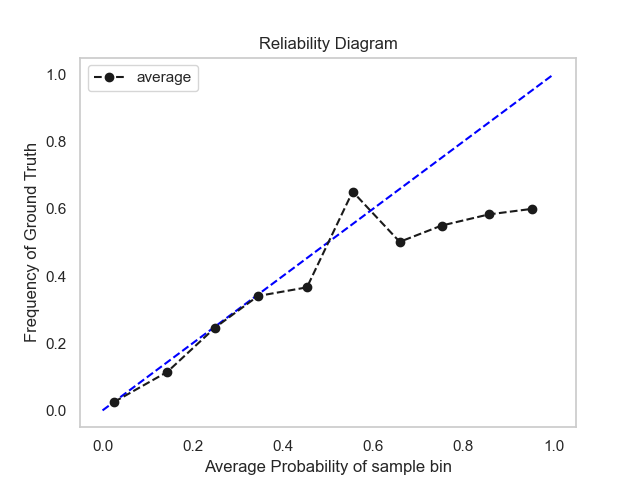 Reliability Diagram
average
Frequency of Ground Truth
1.0
0.8
0.6
0.4
0.2
0.0
0.0 0.2 0.4 0.6 0.8 1.0
Average Probability of sample bin